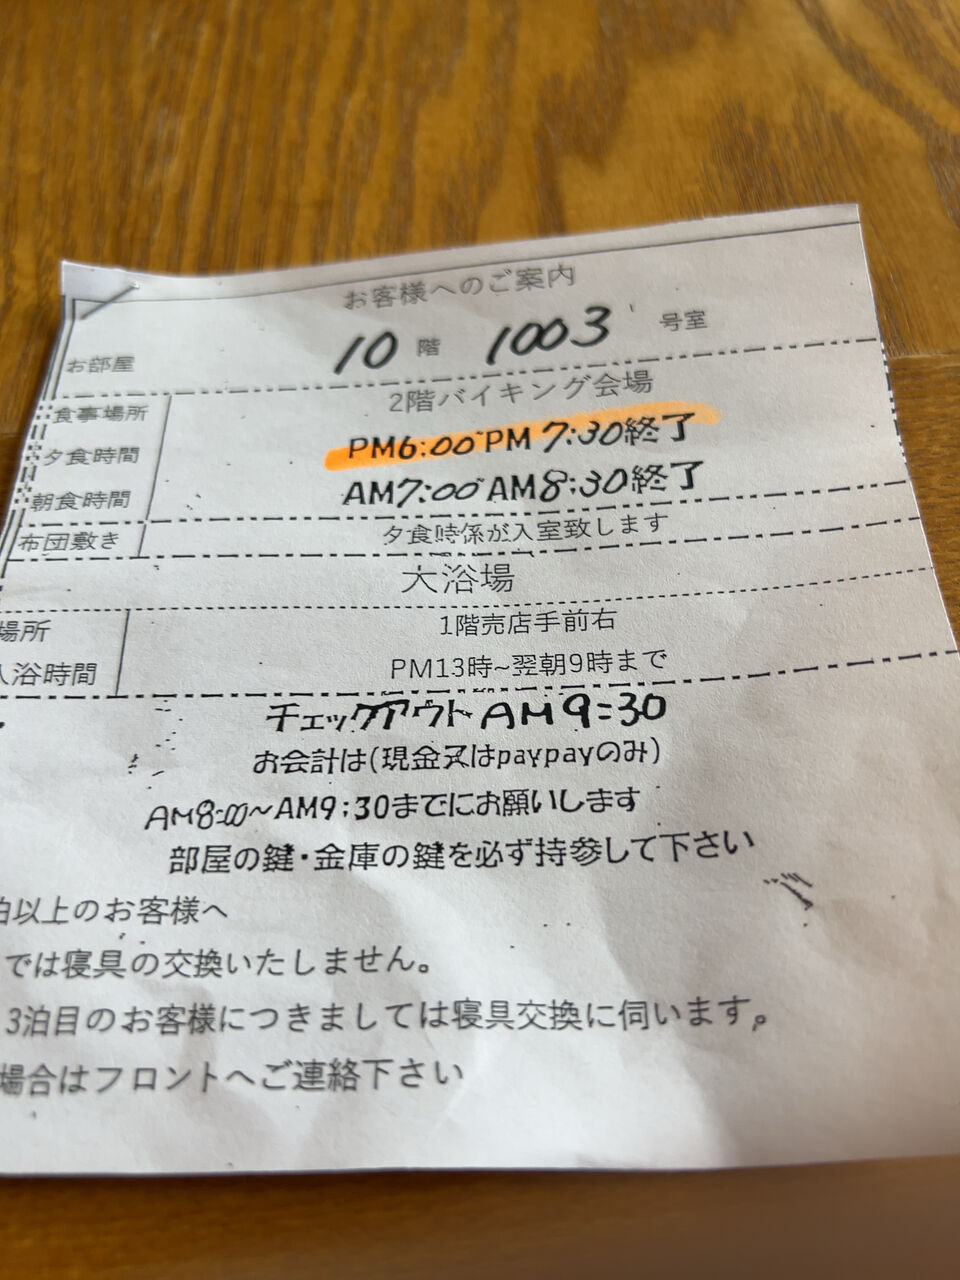 お客様へのご案内
お部屋 10 階 1003 号室
食事場所 2階バイキング会場
夕食時間 PM6:00~PM7:30終了
朝食時間 AM7:00~AM8:30終了
布団敷き 夕食時係が入室致します
大浴場
場所 1階売店手前右
入浴時間 PM13時~翌朝9時まで
チェックアウトAM9:30
お会計は(現金又はpaypayのみ)
AM8:00~AM9:30までにお願いします
部屋の鍵・金庫の鍵を必ず持参して下さい
泊以上のお客様へ
では寝具の交換いたしません。
3泊目のお客様につきましては寝具交換に伺います。
場合はフロントへご連絡下さい